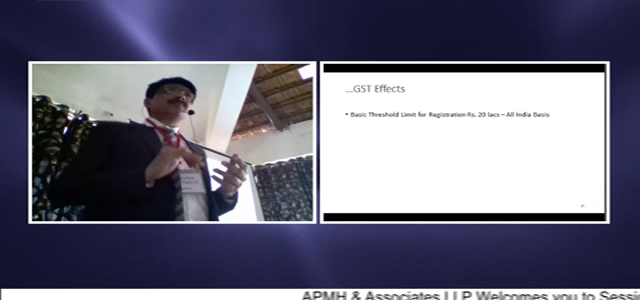 ...GST Effects
• Basic Threshold Limit for Registration Rs. 20 lacs – All India Basis
APMH & Associates LLP Welcomes you to Sessi